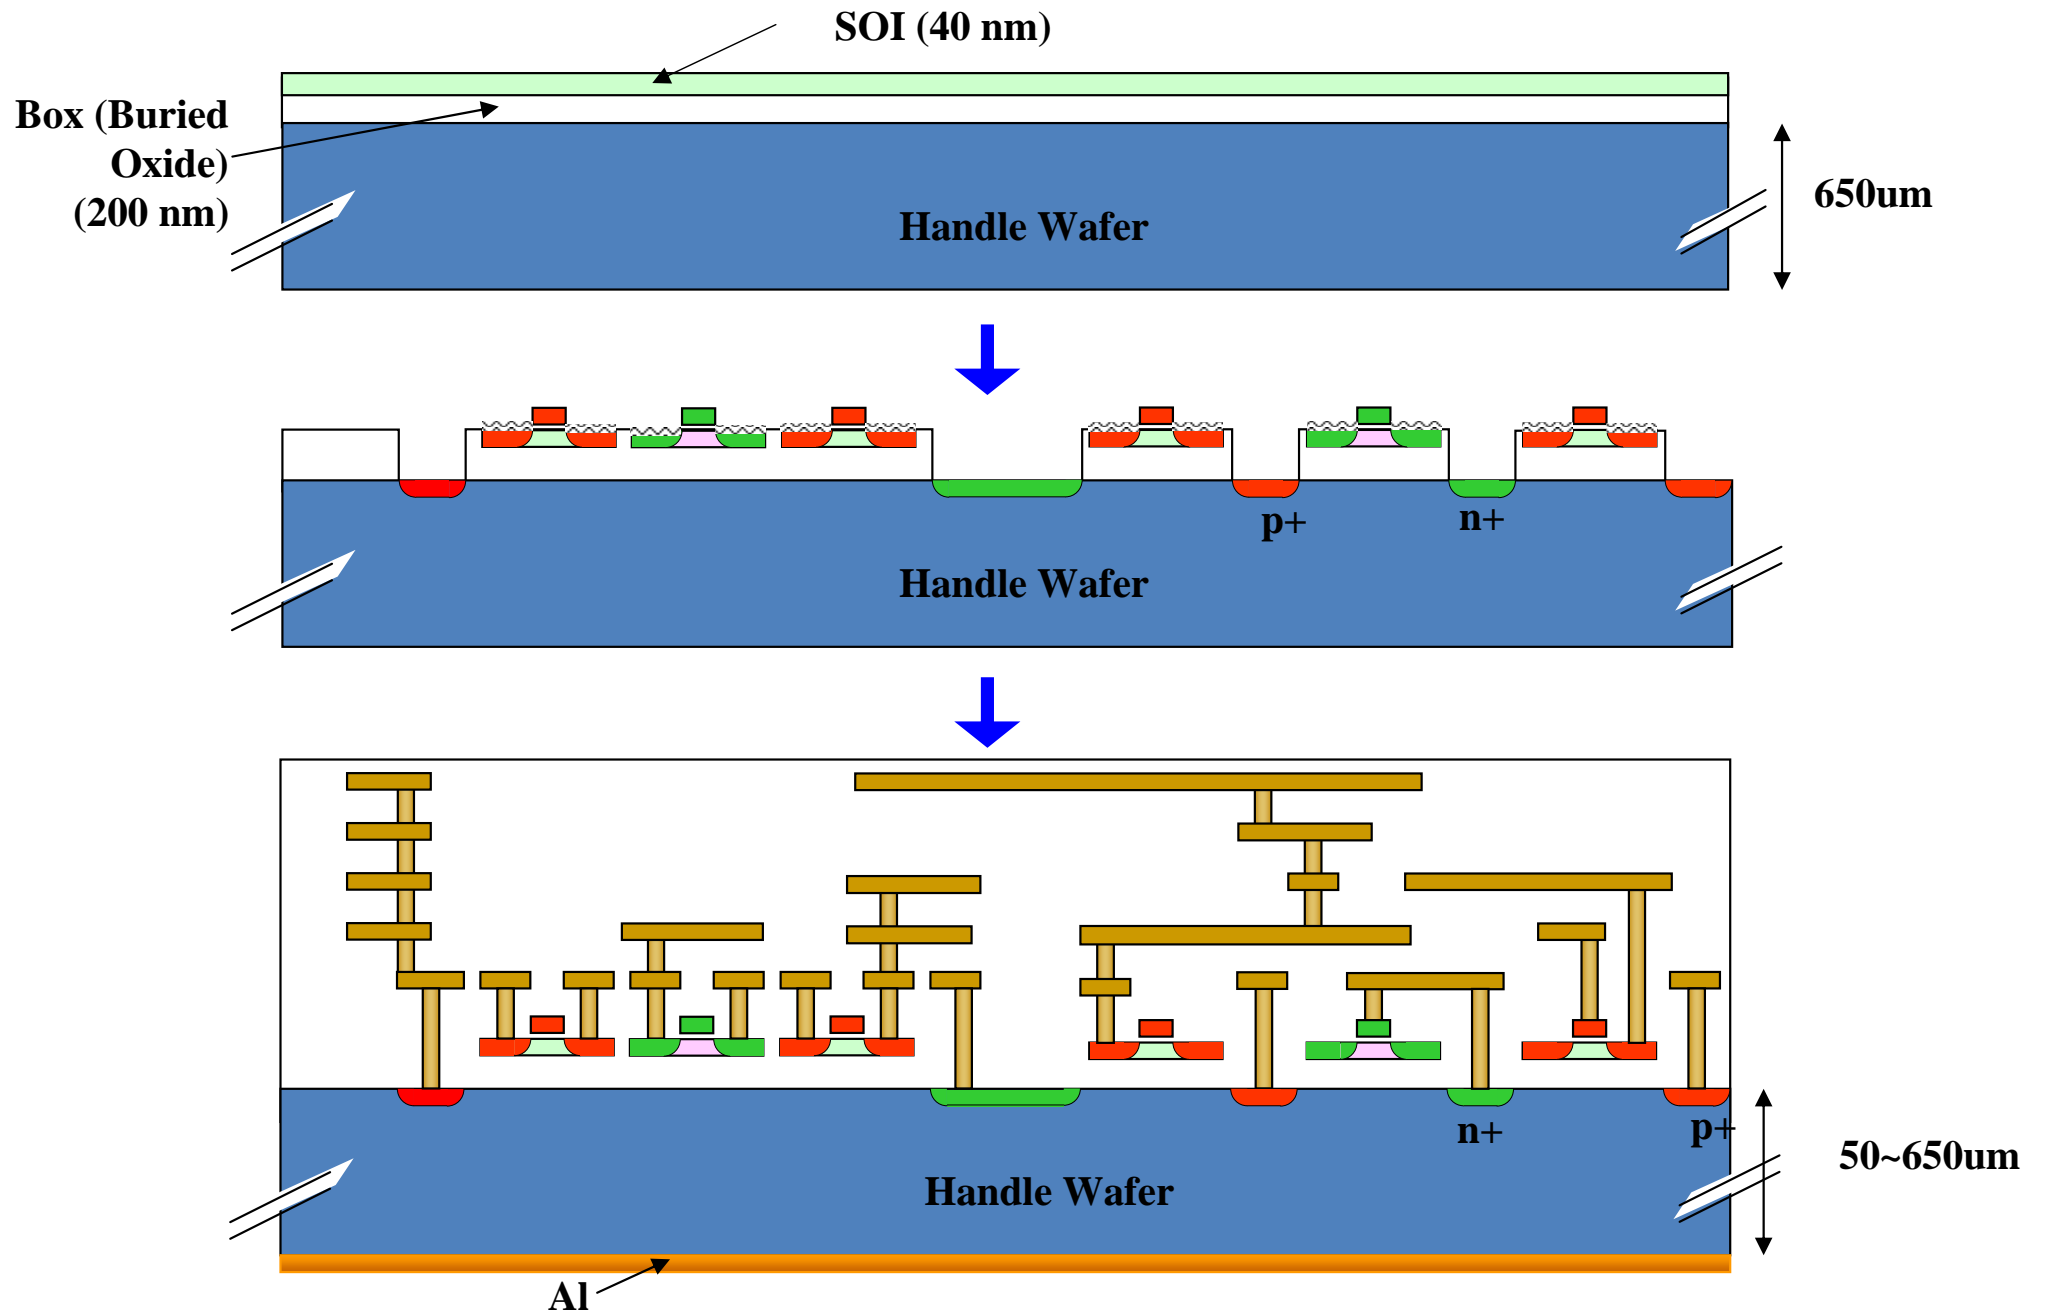 SOI (40 nm)
Box (Buried
Oxide)
(200 nm)
650um
Handle Wafer
p+
n+
Handle Wafer
n+
p+
50~650um
Handle Wafer
Al